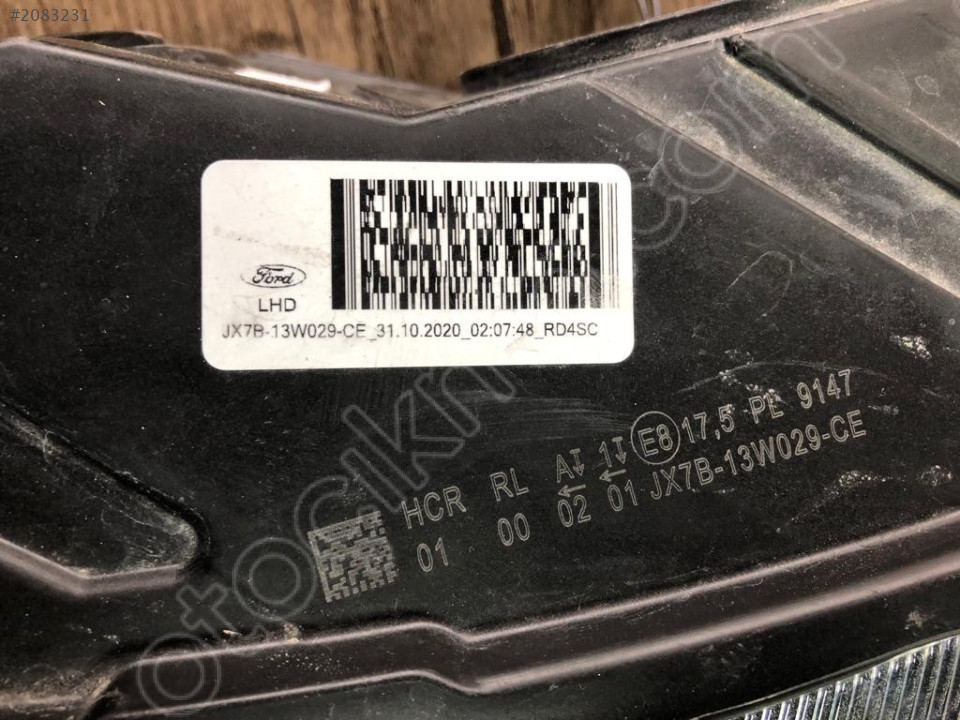 #2083231
Ford
LHD
JX7B-13W029-CE_31.10.2020_02:07:48_RD4SC
HCR RL A 1 E8 17,5 PL 9147
01 00 02 01 JX7B-13W029-CE
otocikma.com